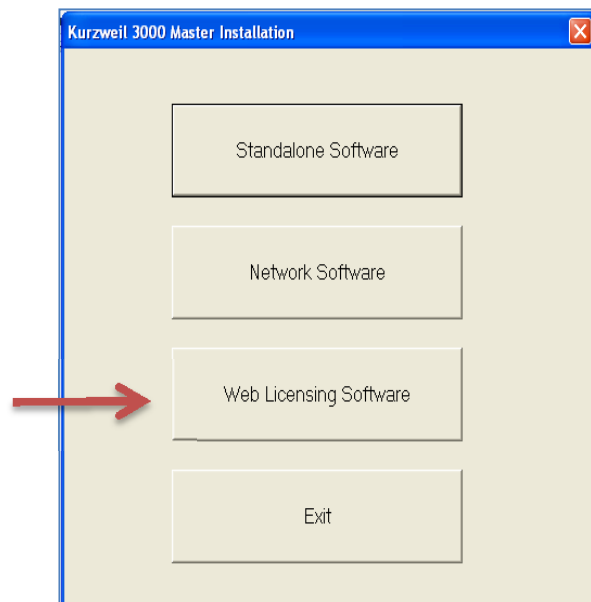 Kurzweil 3000 Master Installation
Standalone Software
Network Software
Web Licensing Software
Exit